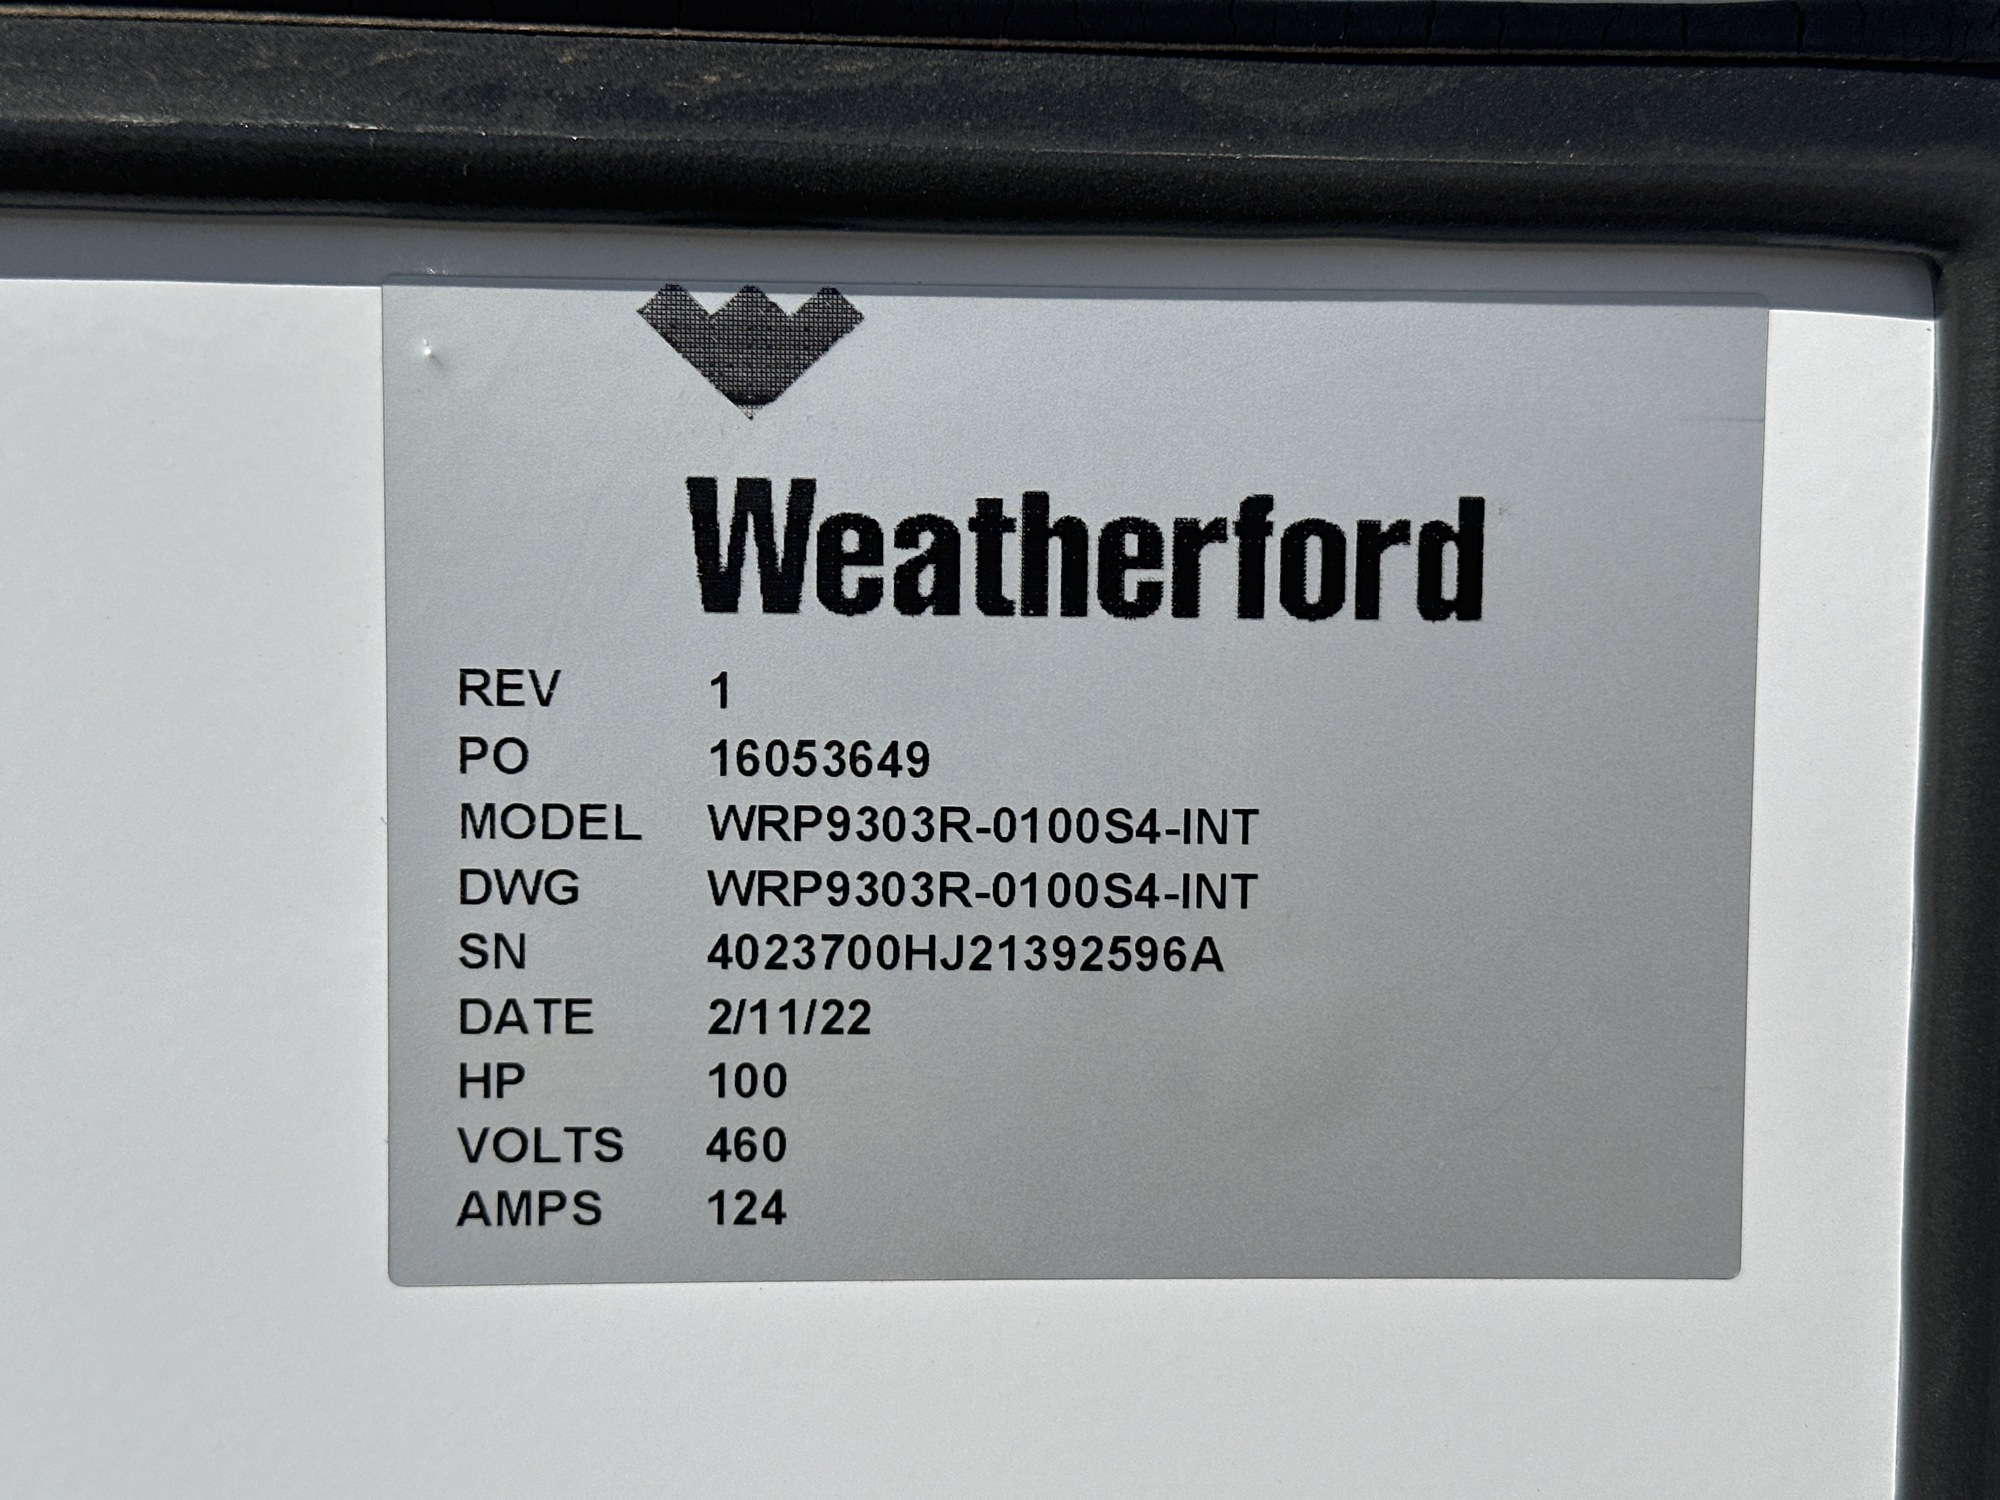 Weatherford
REV 1
PO 16053649
MODEL WRP9303R-0100S4-INT
DWG WRP9303R-0100S4-INT
SN 4023700HJ21392596A
DATE 2/11/22
HP 100
VOLTS 460
AMPS 124